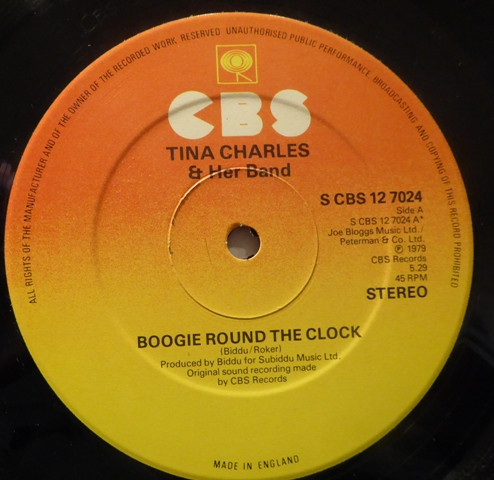 ALL RIGHTS OF THE MANUFACTURER AND OF THE OWNER OF THE RECORDED WORK, RESERVED UNAUTHORISED PUBLIC PERFORMANCE, BROADCASTING AND COPYING OF THIS RECORD PROHIBITED
CBS
TINA CHARLES
& Her Band
S CBS 12 7024
Side A
S CBS 12 7024 A*
Joe Bloggs Music Ltd./
Peterman & Co. Ltd.
℗ 1979
CBS Records
5.29
45 RPM
STEREO
BOOGIE ROUND THE CLOCK
(Biddu/Roker)
Produced by Biddu for Subiddu Music Ltd.
Original sound recording made
by CBS Records
MADE IN ENGLAND